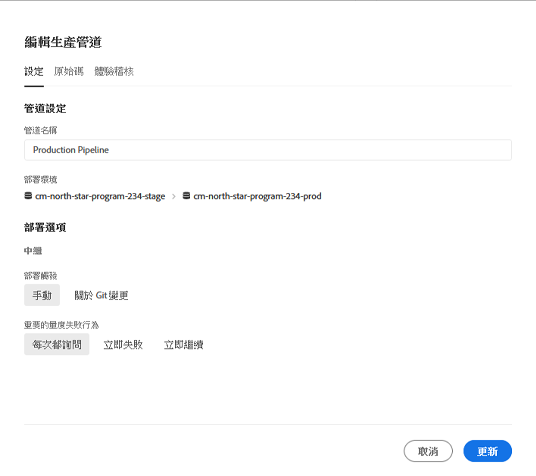 編輯生產管道
設定 原始碼 體驗稽核
管道設定
管道名稱
Production Pipeline
部署環境
cm-north-star-program-234-stage > cm-north-star-program-234-prod
部署選項
中繼
部署觸發
手動 關於 Git 變更
重要的量度失敗行為
每次都詢問 立即失敗 立即繼續
取消 更新